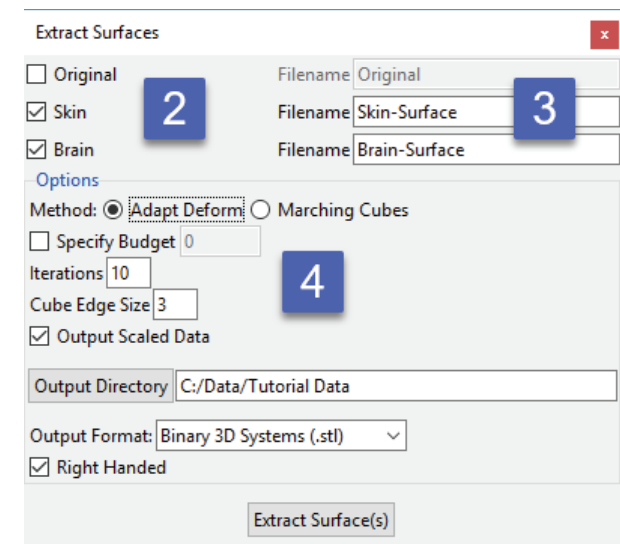 Extract Surfaces x
Original Filename Original
Skin 2 Filename Skin-Surface 3
Brain Filename Brain-Surface
Options
Method: Adapt Deform Marching Cubes
Specify Budget 0
Iterations 10
4
Cube Edge Size 3
Output Scaled Data
Output Directory C:/Data/Tutorial Data
Output Format: Binary 3D Systems (.stl)
Right Handed
Extract Surface(s)